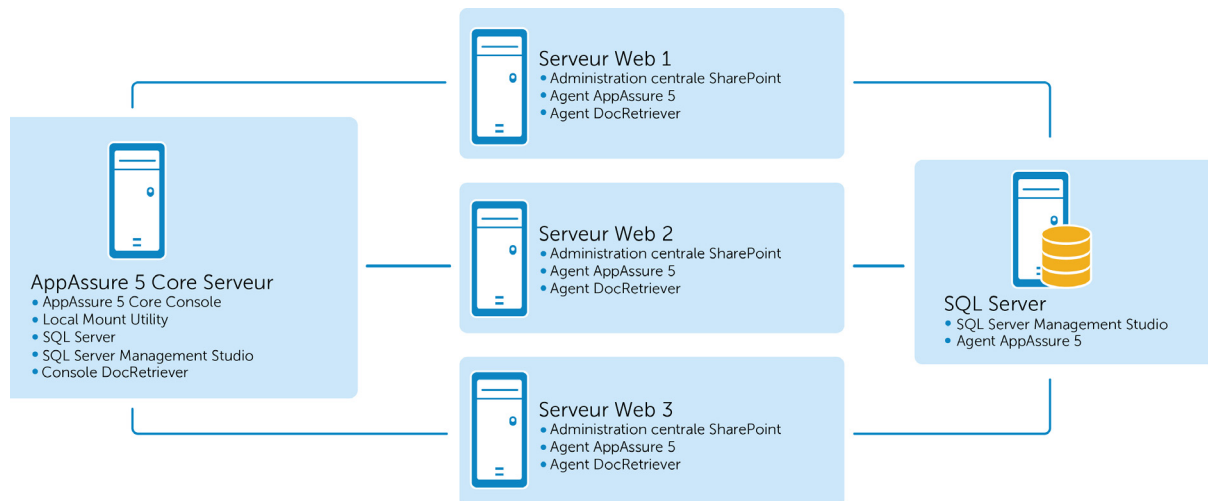 Serveur Web 1
• Administration centrale SharePoint
• Agent AppAssure 5
• Agent DocRetriever
AppAssure 5 Core Serveur
• AppAssure 5 Core Console
• Local Mount Utility
• SQL Server
• SQL Server Management Studio
• Console DocRetriever
Serveur Web 2
• Administration centrale SharePoint
• Agent AppAssure 5
• Agent DocRetriever
SQL Server
• SQL Server Management Studio
• Agent AppAssure 5
Serveur Web 3
• Administration centrale SharePoint
• Agent AppAssure 5
• Agent DocRetriever